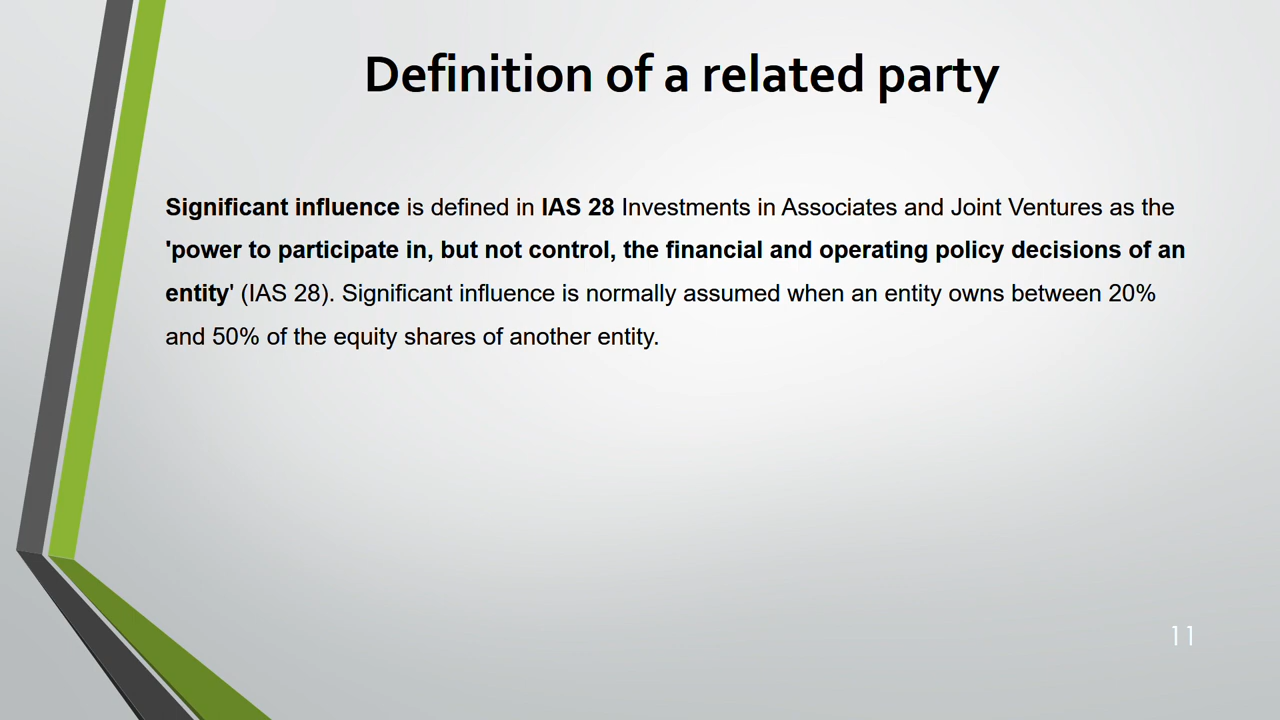 Definition of a related party
Significant influence is defined in IAS 28 Investments in Associates and Joint Ventures as the
'power to participate in, but not control, the financial and operating policy decisions of an
entity' (IAS 28). Significant influence is normally assumed when an entity owns between 20%
and 50% of the equity shares of another entity.
11